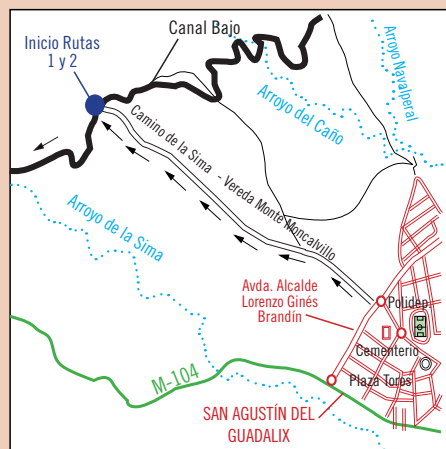 Inicio Rutas
1 y 2
Canal Bajo
Arroyo Navalperal
Arroyo del Caño
Camino de la Sima - Vereda Monte Moncalvillo
Arroyo de la Sima
Avda. Alcalde
Lorenzo Ginés
Brandín
Polidep.
Cementerio
Plaza Toros
M-104
SAN AGUSTÍN DEL
GUADALIX